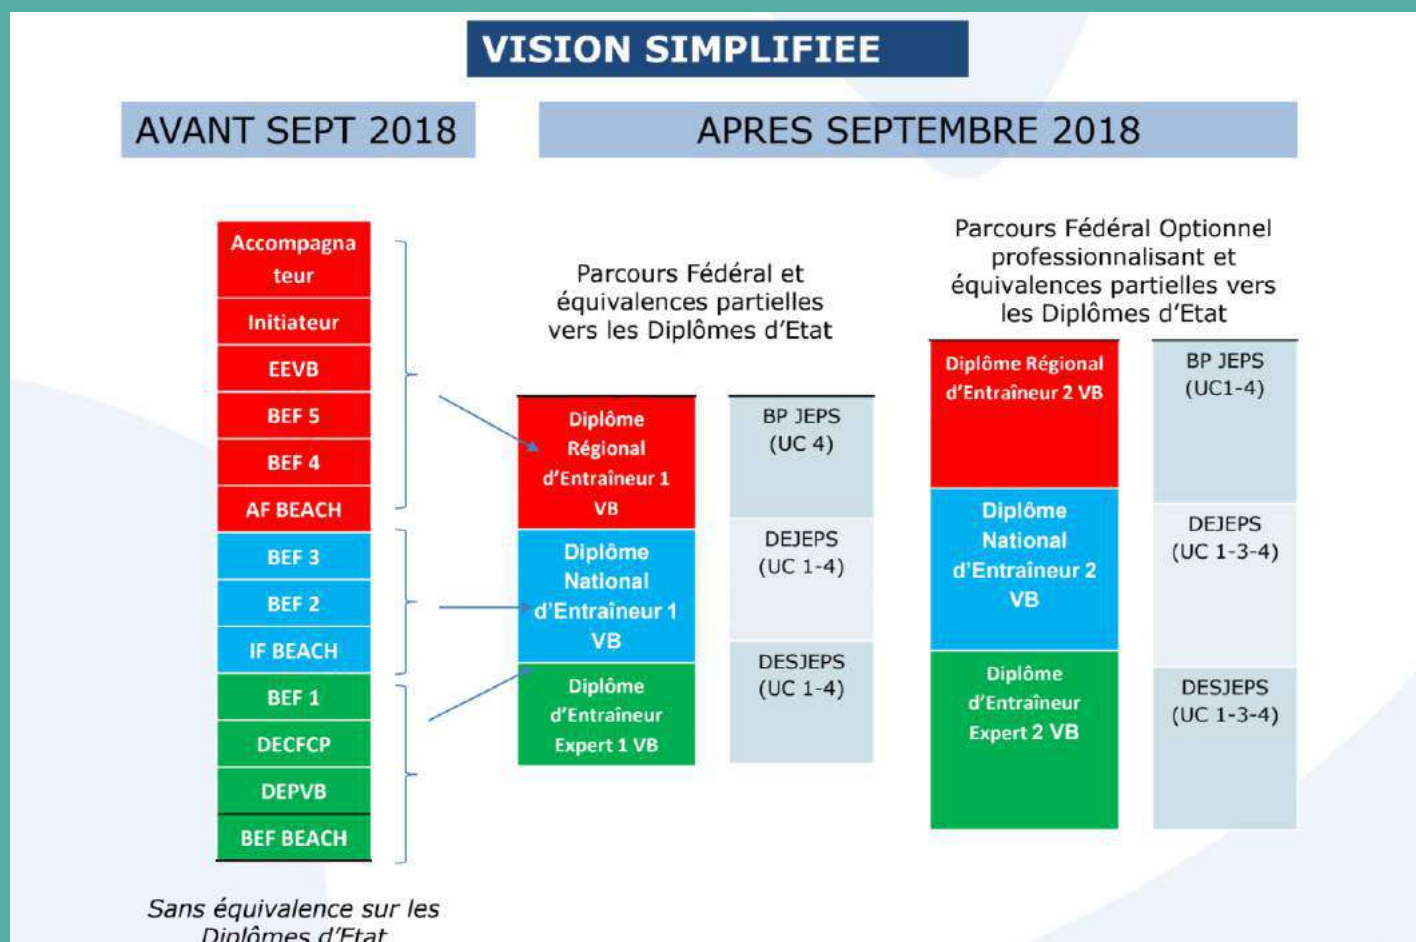 VISION SIMPLIFIEE
AVANT SEPT 2018
APRES SEPTEMBRE 2018
Accompagna
teur
Initiateur
EEVB
BEF 5
BEF 4
AF BEACH
BEF 3
BEF 2
IF BEACH
BEF 1
DECFCP
DEPVB
BEF BEACH
Sans équivalence sur les
Diplômes d'Etat
Parcours Fédéral et
équivalences partielles
vers les Diplômes d'Etat
Diplôme
Régional
d'Entraîneur 1
VB
Diplôme
National
d'Entraîneur 1
VB
Diplôme
d'Entraîneur
Expert 1 VB
BP JEPS
(UC 4)
DEJEPS
(UC 1-4)
DESJEPS
(UC 1-4)
Parcours Fédéral Optionnel
professionnalisant et
équivalences partielles vers
les Diplômes d'Etat
Diplôme Régional
d'Entraîneur 2 VB
Diplôme
National
d'Entraîneur 2
VB
Diplôme
d'Entraîneur
Expert 2 VB
BP JEPS
(UC1-4)
DEJEPS
(UC 1-3-4)
DESJEPS
(UC 1-3-4)